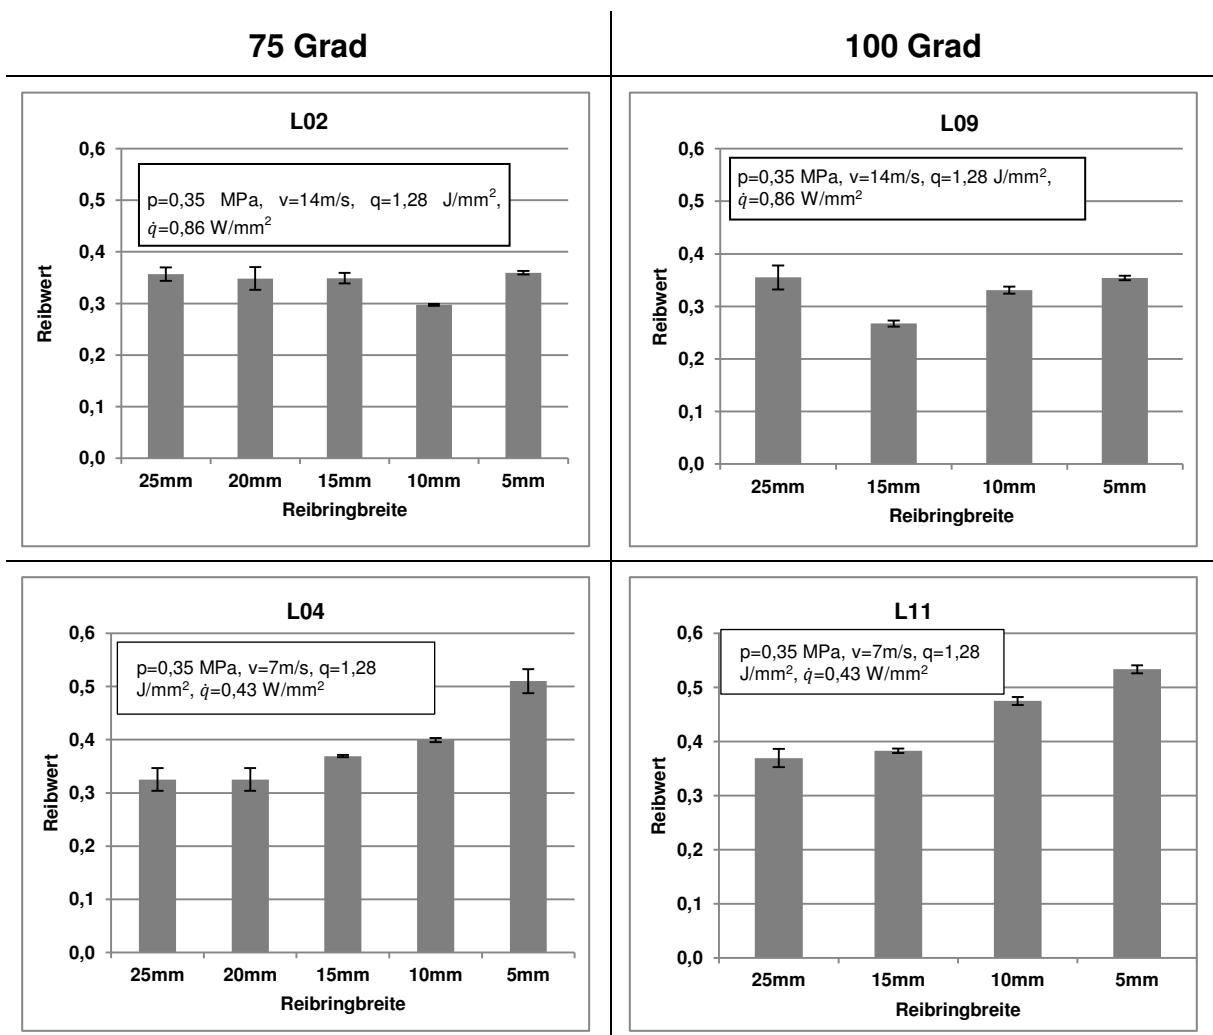 75 Grad
100 Grad
L02
p=0,35 MPa, v=14m/s, q=1,28 J/mm²,
q̇=0,86 W/mm²
0,6
0,5
0,4
0,3
0,2
0,1
0,0
Reibwert
25mm 20mm 15mm 10mm 5mm
Reibringbreite
L09
p=0,35 MPa, v=14m/s, q=1,28 J/mm²,
q̇=0,86 W/mm²
0,6
0,5
0,4
0,3
0,2
0,1
0,0
Reibwert
25mm 15mm 10mm 5mm
Reibringbreite
L04
p=0,35 MPa, v=7m/s, q=1,28
J/mm², q̇=0,43 W/mm²
0,6
0,5
0,4
0,3
0,2
0,1
0,0
Reibwert
25mm 20mm 15mm 10mm 5mm
Reibringbreite
L11
p=0,35 MPa, v=7m/s, q=1,28
J/mm², q̇=0,43 W/mm²
0,6
0,5
0,4
0,3
0,2
0,1
0,0
Reibwert
25mm 15mm 10mm 5mm
Reibringbreite